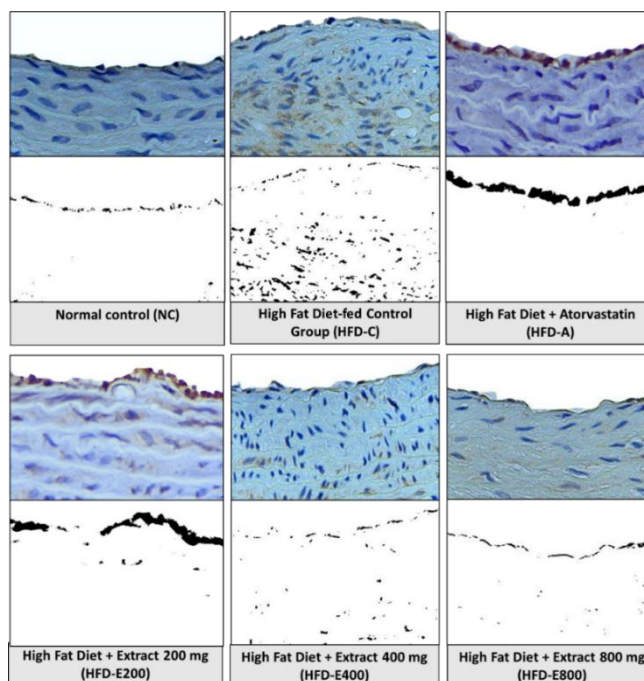 Normal control (NC)
High Fat Diet-fed Control
Group (HFD-C)
High Fat Diet + Atorvastatin
(HFD-A)
High Fat Diet + Extract 200 mg
(HFD-E200)
High Fat Diet + Extract 400 mg
(HFD-E400)
High Fat Diet + Extract 800 mg
(HFD-E800)